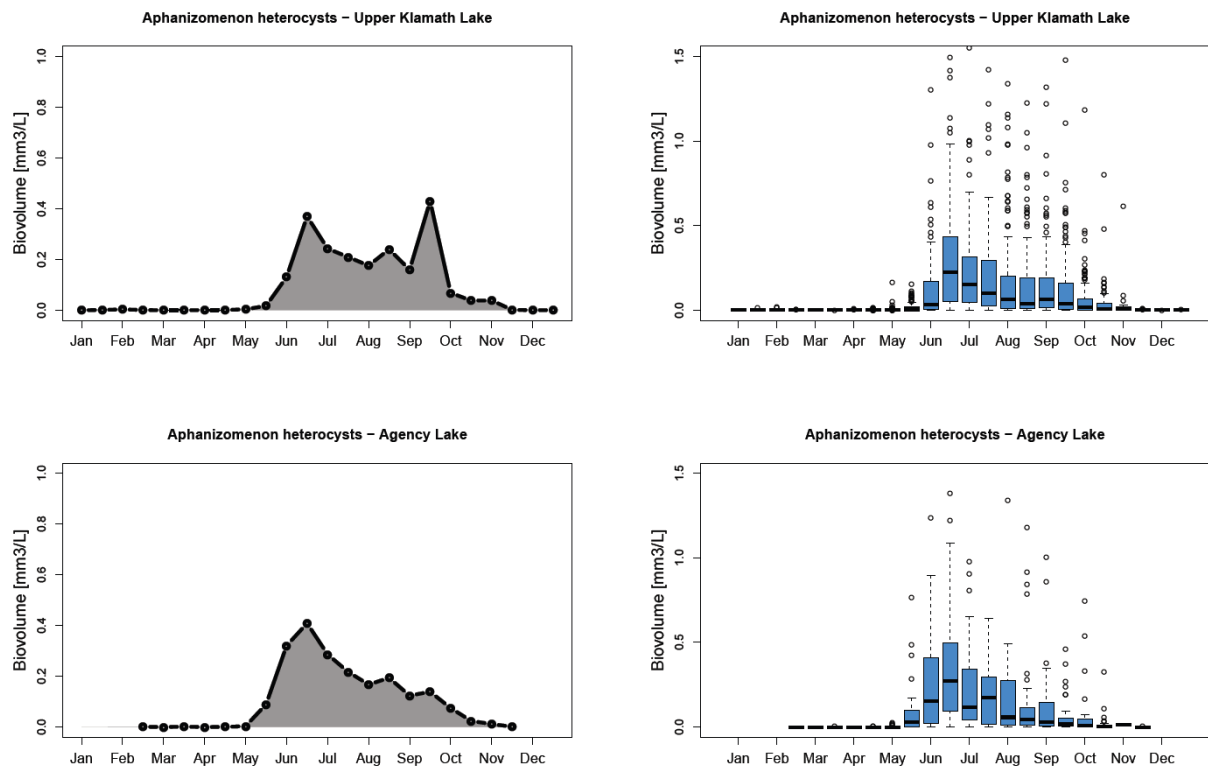 Aphanizomenon heterocysts − Upper Klamath Lake
Biovolume [mm3/L]
1.0
0.8
0.6
0.4
0.2
0.0
Jan Feb Mar Apr May Jun Jul Aug Sep Oct Nov Dec
Aphanizomenon heterocysts − Upper Klamath Lake
Biovolume [mm3/L]
1.5
1.0
0.5
0.0
Jan Feb Mar Apr May Jun Jul Aug Sep Oct Nov Dec
Aphanizomenon heterocysts − Agency Lake
Biovolume [mm3/L]
1.0
0.8
0.6
0.4
0.2
0.0
Jan Feb Mar Apr May Jun Jul Aug Sep Oct Nov Dec
Aphanizomenon heterocysts − Agency Lake
Biovolume [mm3/L]
1.5
1.0
0.5
0.0
Jan Feb Mar Apr May Jun Jul Aug Sep Oct Nov Dec